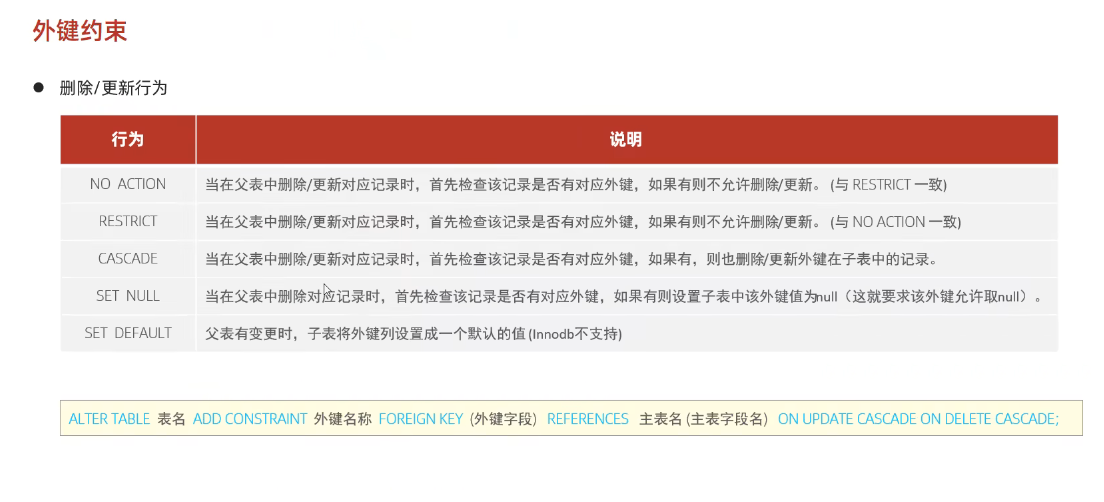 外键约束
● 删除/更新行为
行为 说明
NO ACTION 当在父表中删除/更新对应记录时，首先检查该记录是否有对应外键，如果有则不允许删除/更新。 (与 RESTRICT 一致)
RESTRICT 当在父表中删除/更新对应记录时，首先检查该记录是否有对应外键，如果有则不允许删除/更新。 (与 NO ACTION 一致)
CASCADE 当在父表中删除/更新对应记录时，首先检查该记录是否有对应外键，如果有，则也删除/更新外键在子表中的记录。
SET NULL 当在父表中删除对应记录时，首先检查该记录是否有对应外键，如果有则设置子表中该外键值为null（这就要求该外键允许取null）。
SET DEFAULT 父表有变更时，子表将外键列设置成一个默认的值 (Innodb不支持)
ALTER TABLE 表名 ADD CONSTRAINT 外键名称 FOREIGN KEY (外键字段) REFERENCES 主表名 (主表字段名) ON UPDATE CASCADE ON DELETE CASCADE;